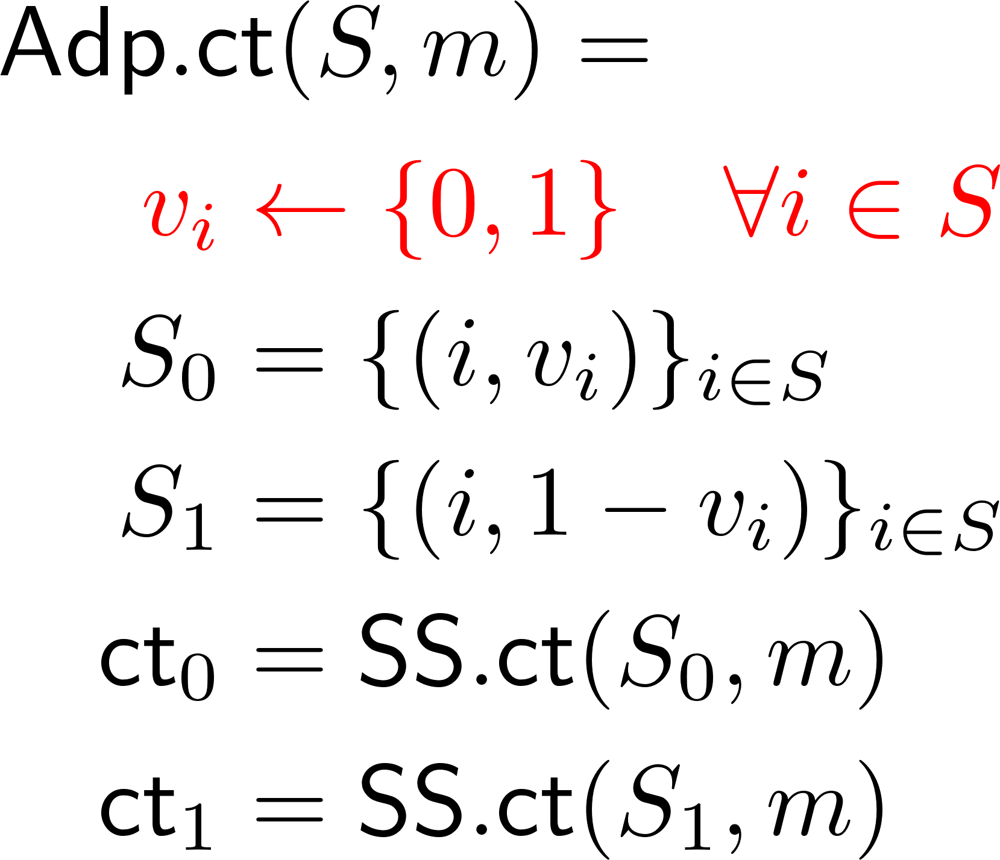 Adp.ct(S, m) =
v_i ← {0, 1} ∀i ∈ S
S_0 = {(i, v_i)}_{i∈S}
S_1 = {(i, 1 − v_i)}_{i∈S}
ct_0 = SS.ct(S_0, m)
ct_1 = SS.ct(S_1, m)